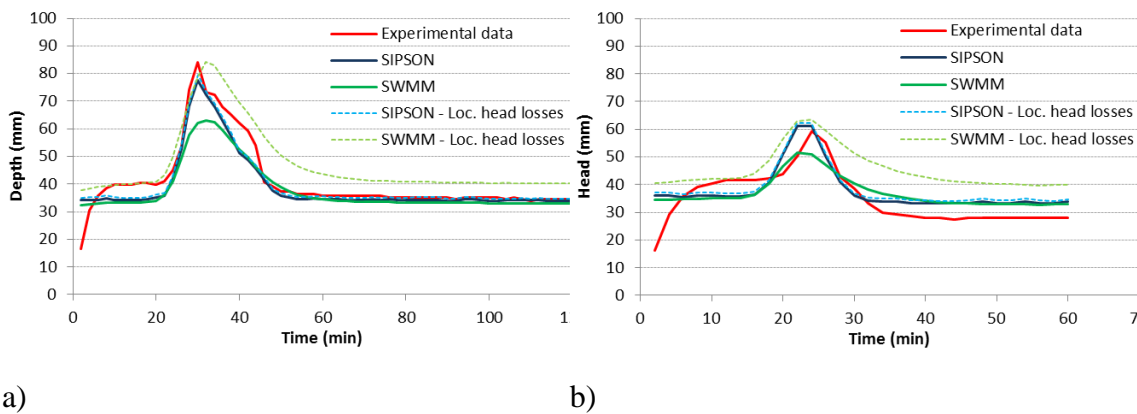 100
90
80
70
60
50
40
30
20
10
0
Depth (mm)
0 20 40 60 80 100 1
Time (min)
Experimental data
SIPSON
SWMM
SIPSON - Loc. head losses
SWMM - Loc. head losses
a)
100
90
80
70
60
50
40
30
20
10
0
Head (mm)
0 10 20 30 40 50 60 7
Time (min)
Experimental data
SIPSON
SWMM
SIPSON - Loc. head losses
SWMM - Loc. head losses
b)